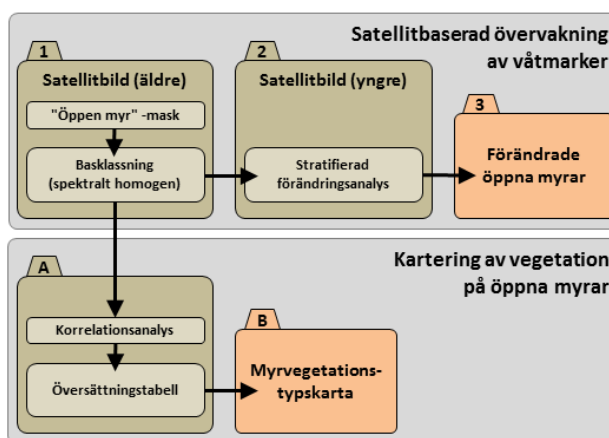 Satellitbaserad övervakning
av våtmarker
1
Satellitbild (äldre)
"Öppen myr" -mask
Basklassning
(spektralt homogen)
2
Satellitbild (yngre)
Stratifierad
förändringsanalys
3
Förändrade
öppna myrar
Kartering av vegetation
på öppna myrar
A
Korrelationsanalys
Översättningstabell
B
Myrvegetations-
typskarta